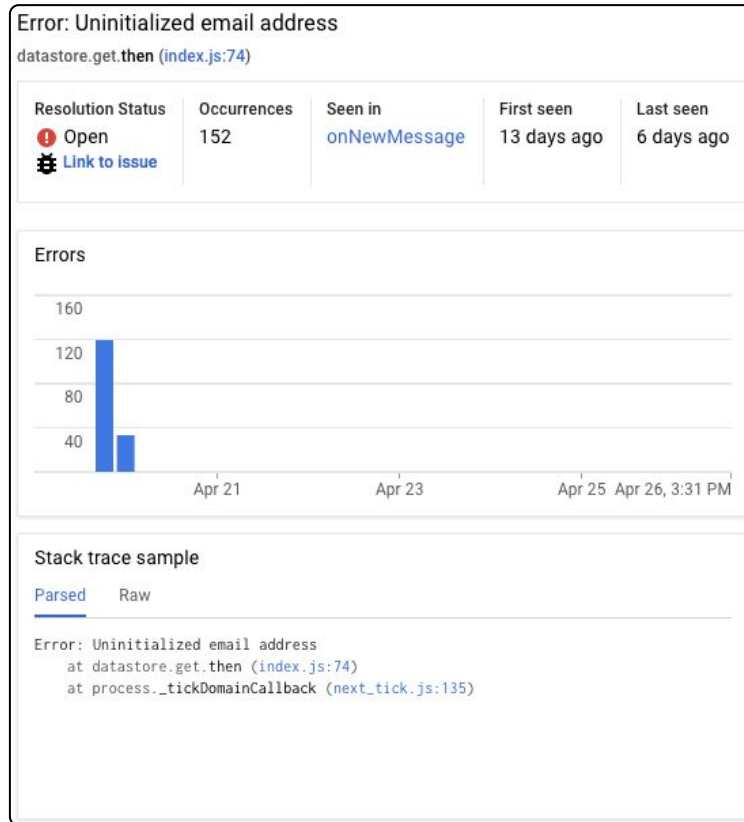 Error: Uninitialized email address
datastore.get.then (index.js:74)
Resolution Status Occurrences Seen in First seen Last seen
Open 152 onNewMessage 13 days ago 6 days ago
Link to issue
Errors
160
120
80
40
Apr 21 Apr 23 Apr 25 Apr 26, 3:31 PM
Stack trace sample
Parsed Raw
Error: Uninitialized email address
at datastore.get.then (index.js:74)
at process._tickDomainCallback (next_tick.js:135)